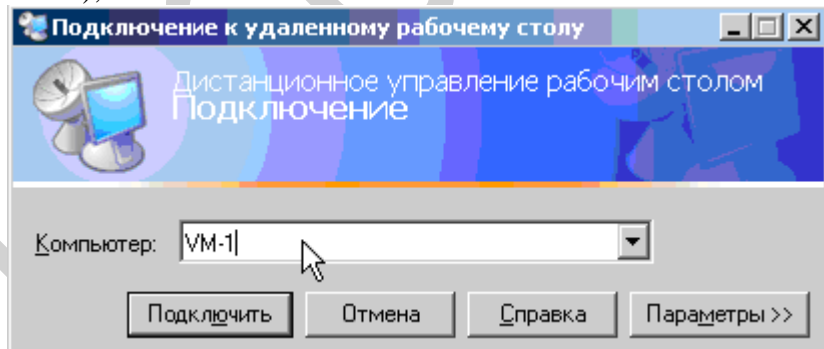 ),
Подключение к удаленному рабочему столу
Дистанционное управление рабочим столом
Подключение
Компьютер: VM-1
Подключить Отмена Справка Параметры >>